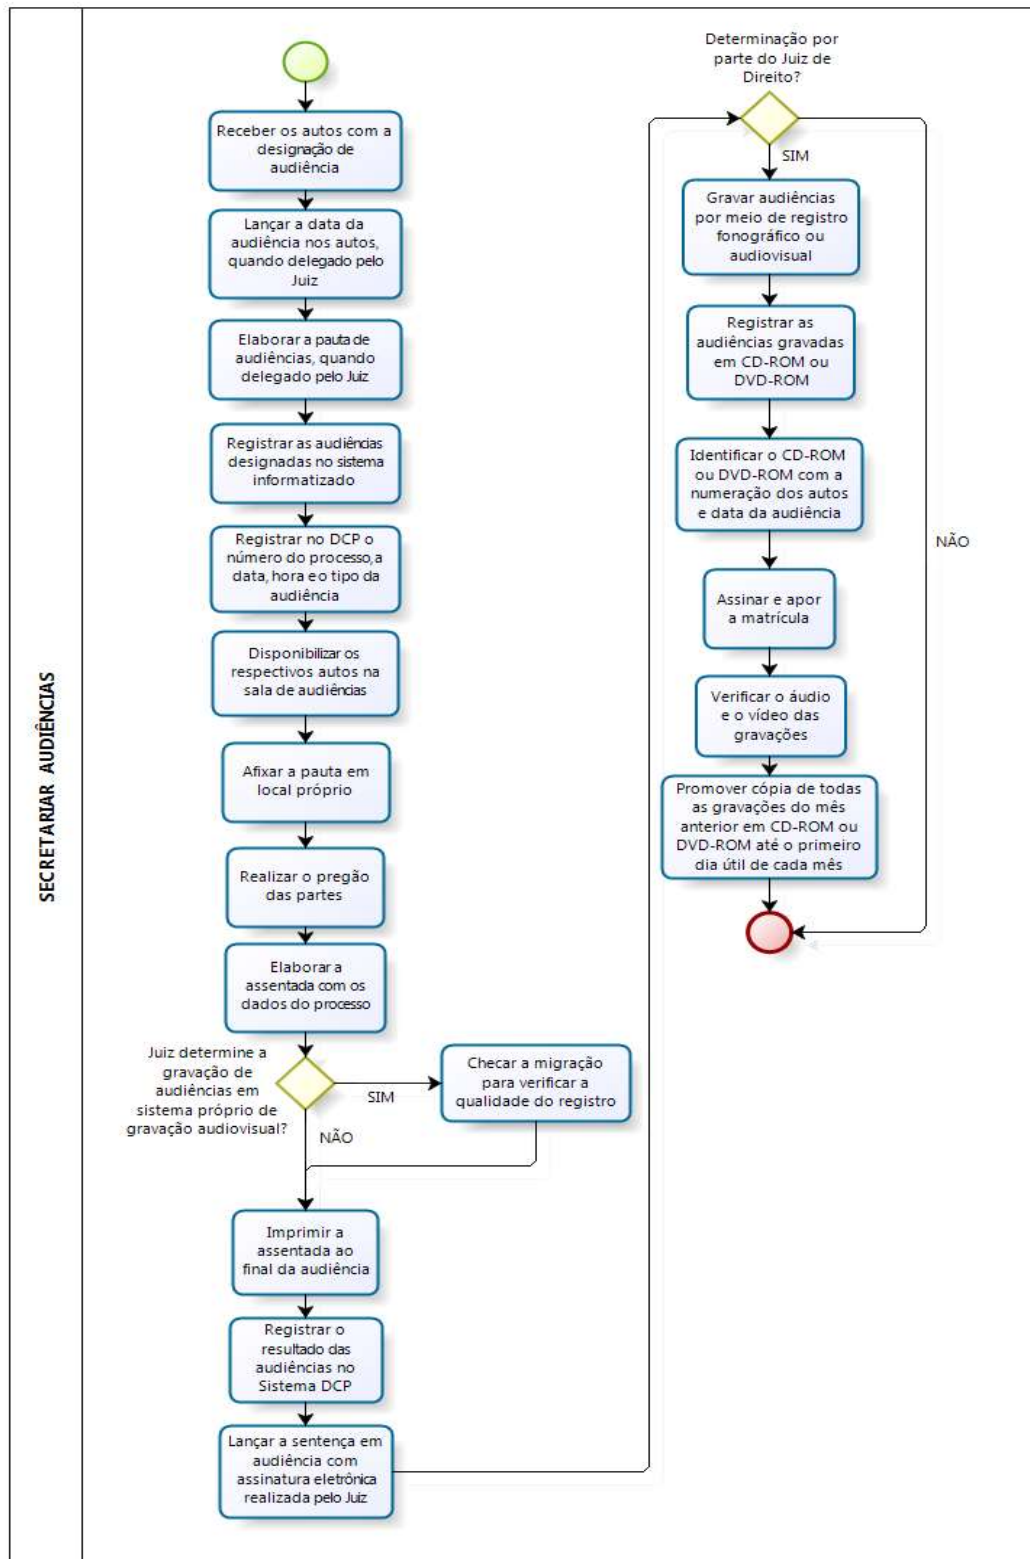 SECRETARIAR AUDIÊNCIAS
Receber os autos com a
designação de
audiência
Lançar a data da
audiência nos autos,
quando delegado pelo
Juiz
Elaborar a pauta de
audiências, quando
delegado pelo Juiz
Registrar as audiências
designadas no sistema
informatizado
Registrar no DCP o
número do processo, a
data, hora e o tipo da
audiência
Disponibilizar os
respectivos autos na
sala de audiências
Afixar a pauta em
local próprio
Realizar o pregão
das partes
Elaborar a
assentada com os
dados do processo
Juiz determine a
gravação de
audiências em
sistema próprio de
gravação audiovisual?
SIM
NÃO
Checar a migração
para verificar a
qualidade do registro
Imprimir a
assentada ao
final da audiência
Registrar o
resultado das
audiências no
Sistema DCP
Lançar a sentença em
audiência com
assinatura eletrônica
realizada pelo Juiz
Determinação por
parte do Juiz de
Direito?
SIM
NÃO
Gravar audiências
por meio de registro
fonográfico ou
audiovisual
Registrar as
audiências gravadas
em CD-ROM ou
DVD-ROM
Identificar o CD-ROM
ou DVD-ROM com a
numeração dos autos
e data da audiência
Assinar e apor
a matrícula
Verificar o áudio
e o vídeo das
gravações
Promover cópia de todas
as gravações do mês
anterior em CD-ROM ou
DVD-ROM até o primeiro
dia útil de cada mês